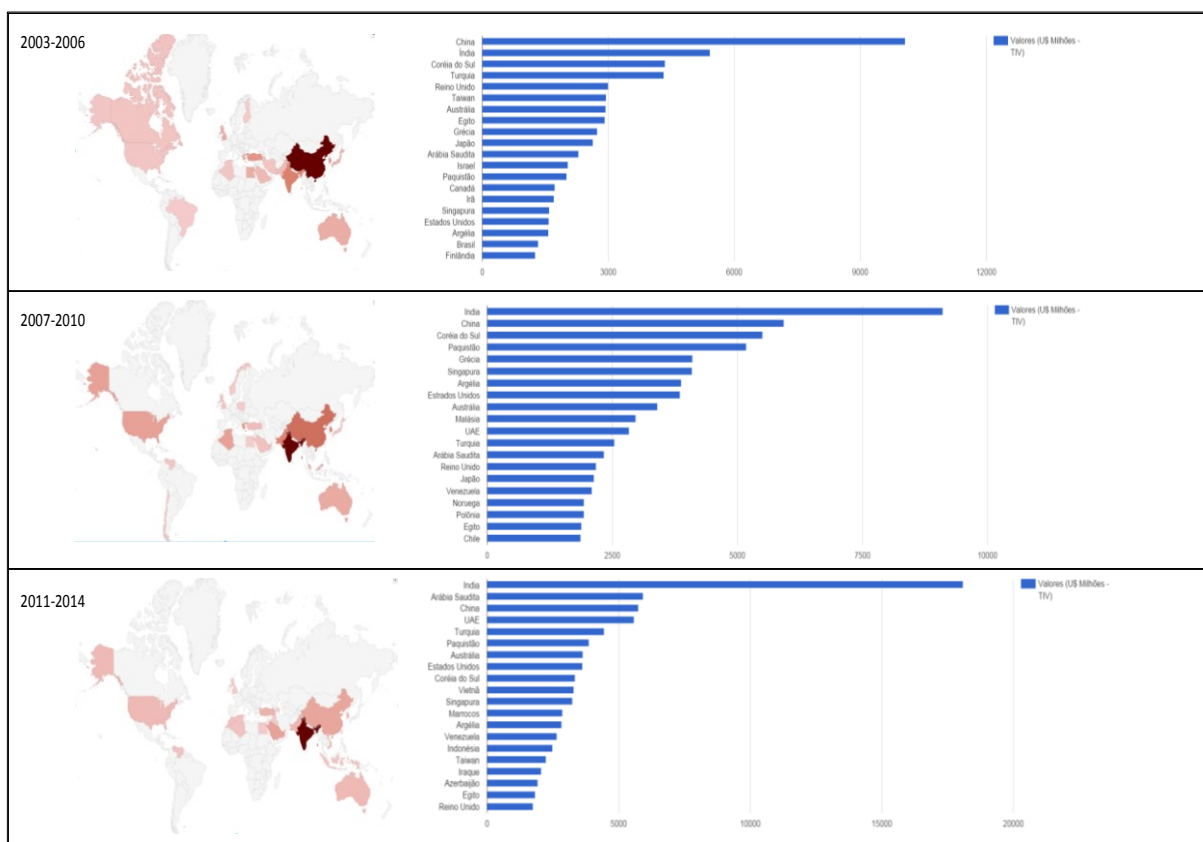 2003-2006
China
Índia
Coréia do Sul
Turquia
Reino Unido
Taiwan
Austrália
Egito
Grécia
Japão
Arábia Saudita
Israel
Paquistão
Canadá
Irã
Singapura
Estados Unidos
Argélia
Brasil
Finlândia
0 3000 6000 9000 12000
Valores (U$ Milhões -
TIV)
2007-2010
India
China
Coréia do Sul
Paquistão
Grécia
Singapura
Argélia
Estrados Unidos
Austrália
Malásia
UAE
Turquia
Arábia Saudita
Reino Unido
Japão
Venezuela
Noruega
Polônia
Egito
Chile
0 2500 5000 7500 10000
Valores (U$ Milhões -
TIV)
2011-2014
India
Arábia Saudita
China
UAE
Turquia
Paquistão
Austrália
Estados Unidos
Coréia do Sul
Vietnã
Singapura
Marrocos
Argélia
Venezuela
Indonésia
Taiwan
Iraque
Azerbaijão
Egito
Reino Unido
0 5000 10000 15000 20000
Valores (U$ Milhões -
TIV)